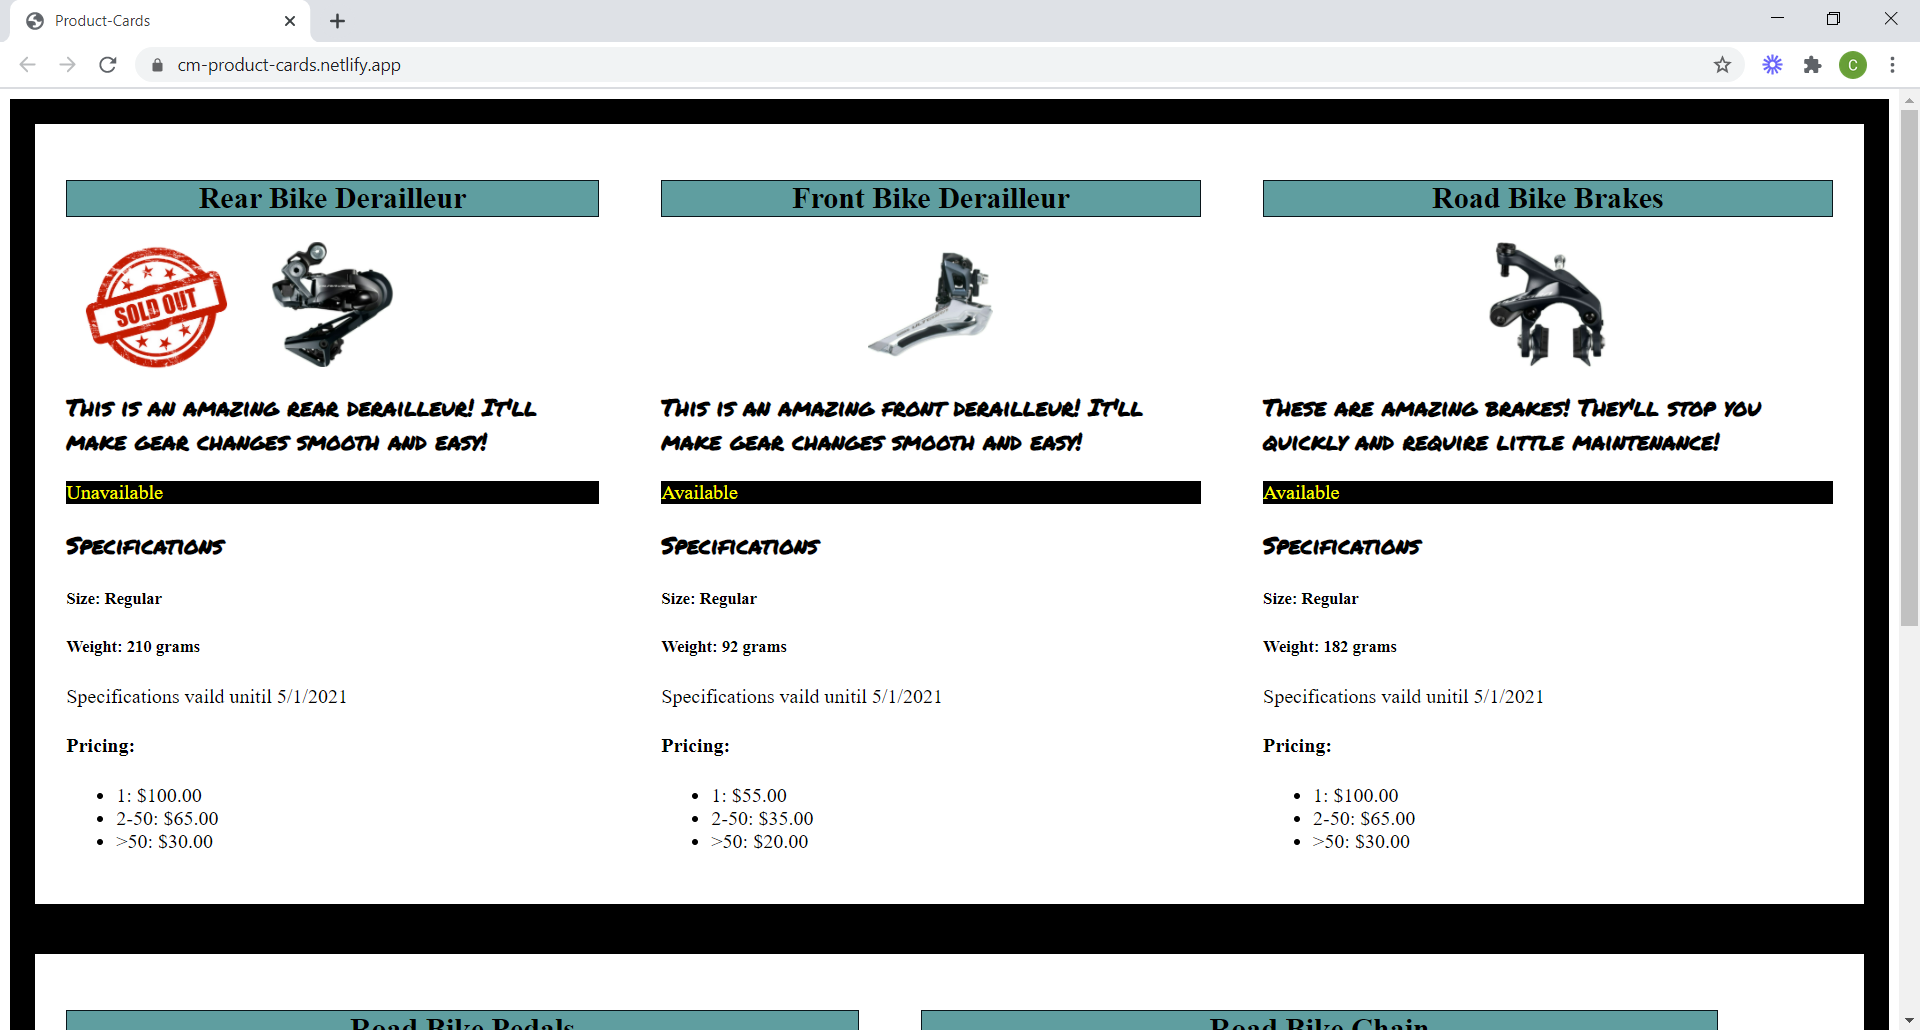 Product-Cards
cm-product-cards.netlify.app
C
Rear Bike Derailleur
SOLD OUT
This is an amazing rear derailleur! It'll
make gear changes smooth and easy!
Unavailable
Specifications
Size: Regular
Weight: 210 grams
Specifications vaild unitil 5/1/2021
Pricing:
1: $100.00
2-50: $65.00
>50: $30.00
Front Bike Derailleur
This is an amazing front derailleur! It'll
make gear changes smooth and easy!
Available
Specifications
Size: Regular
Weight: 92 grams
Specifications vaild unitil 5/1/2021
Pricing:
1: $55.00
2-50: $35.00
>50: $20.00
Road Bike Brakes
These are amazing brakes! They'll stop you
quickly and require little maintenance!
Available
Specifications
Size: Regular
Weight: 182 grams
Specifications vaild unitil 5/1/2021
Pricing:
1: $100.00
2-50: $65.00
>50: $30.00
Road Bike Pedals
Road Bike Chain